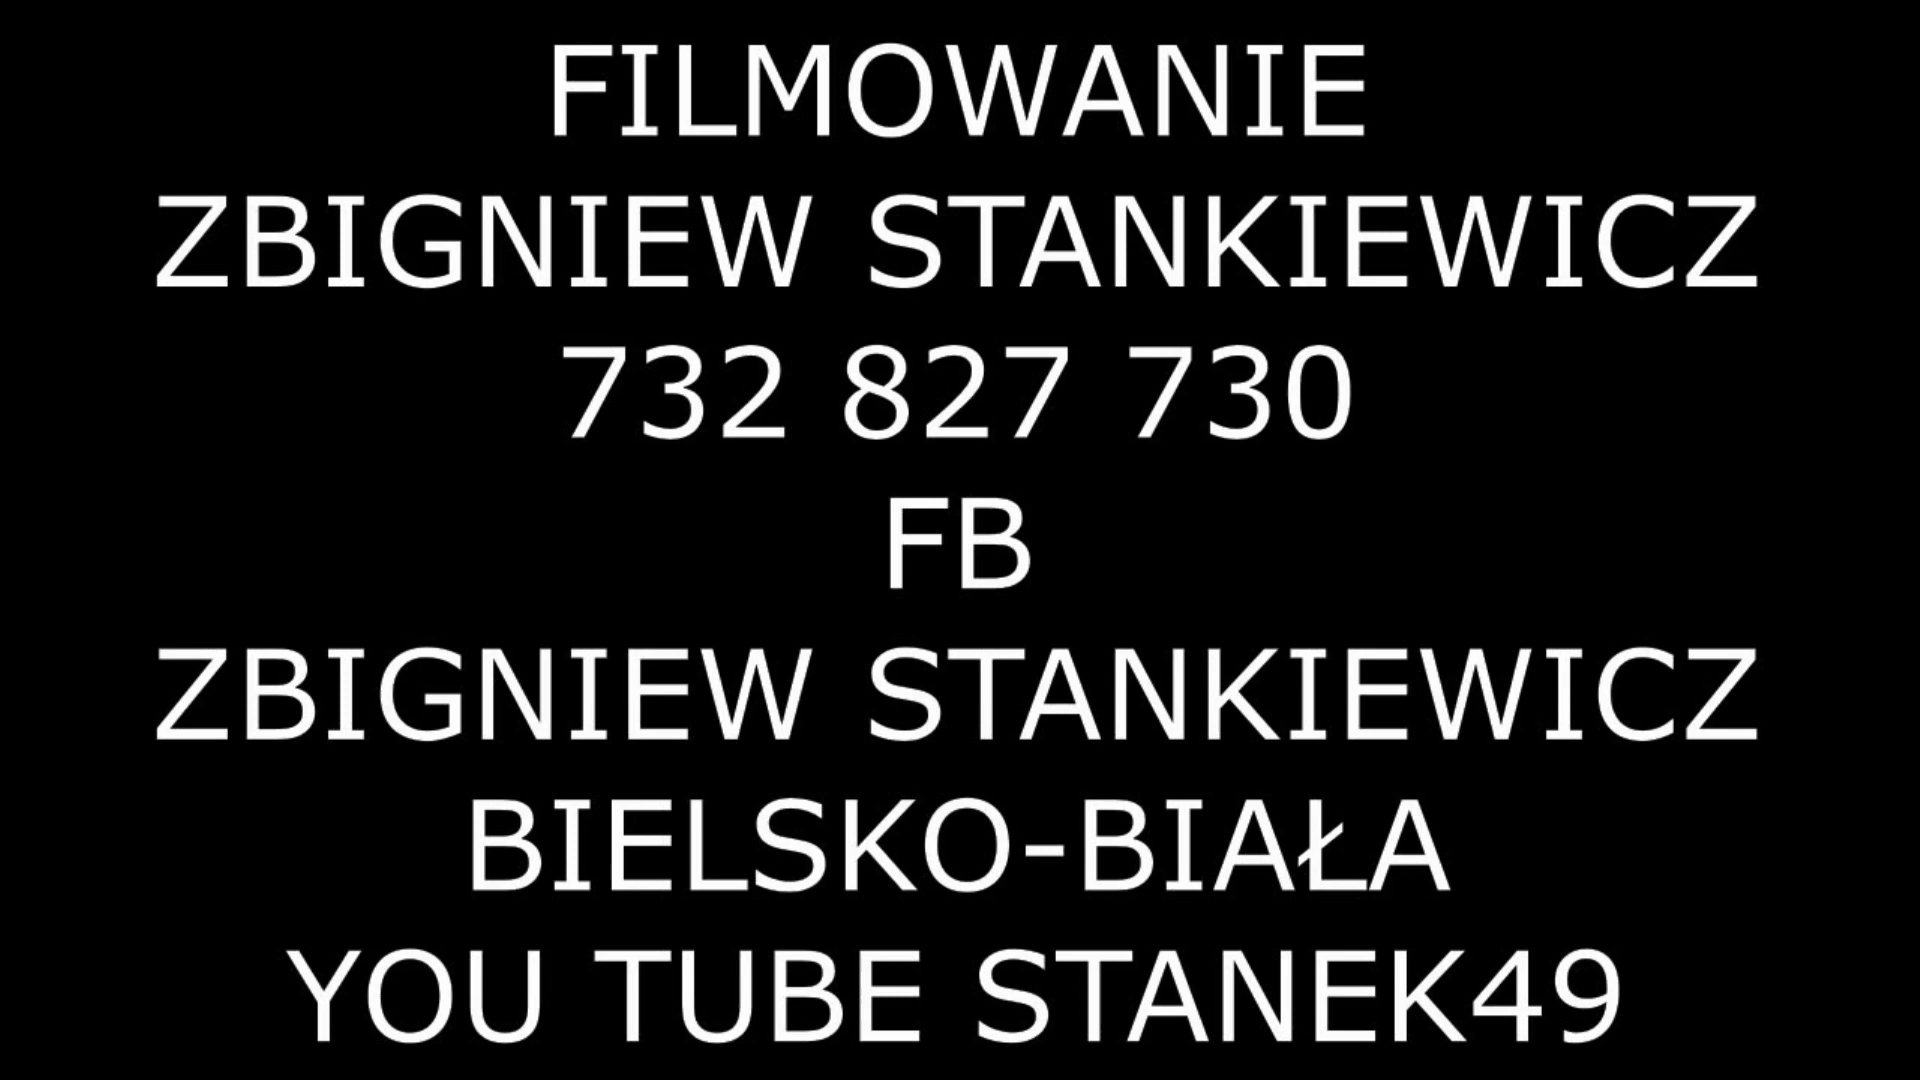 FILMOWANIE
ZBIGNIEW STANKIEWICZ
732 827 730
FB
ZBIGNIEW STANKIEWICZ
BIELSKO-BIAŁA
YOU TUBE STANEK49